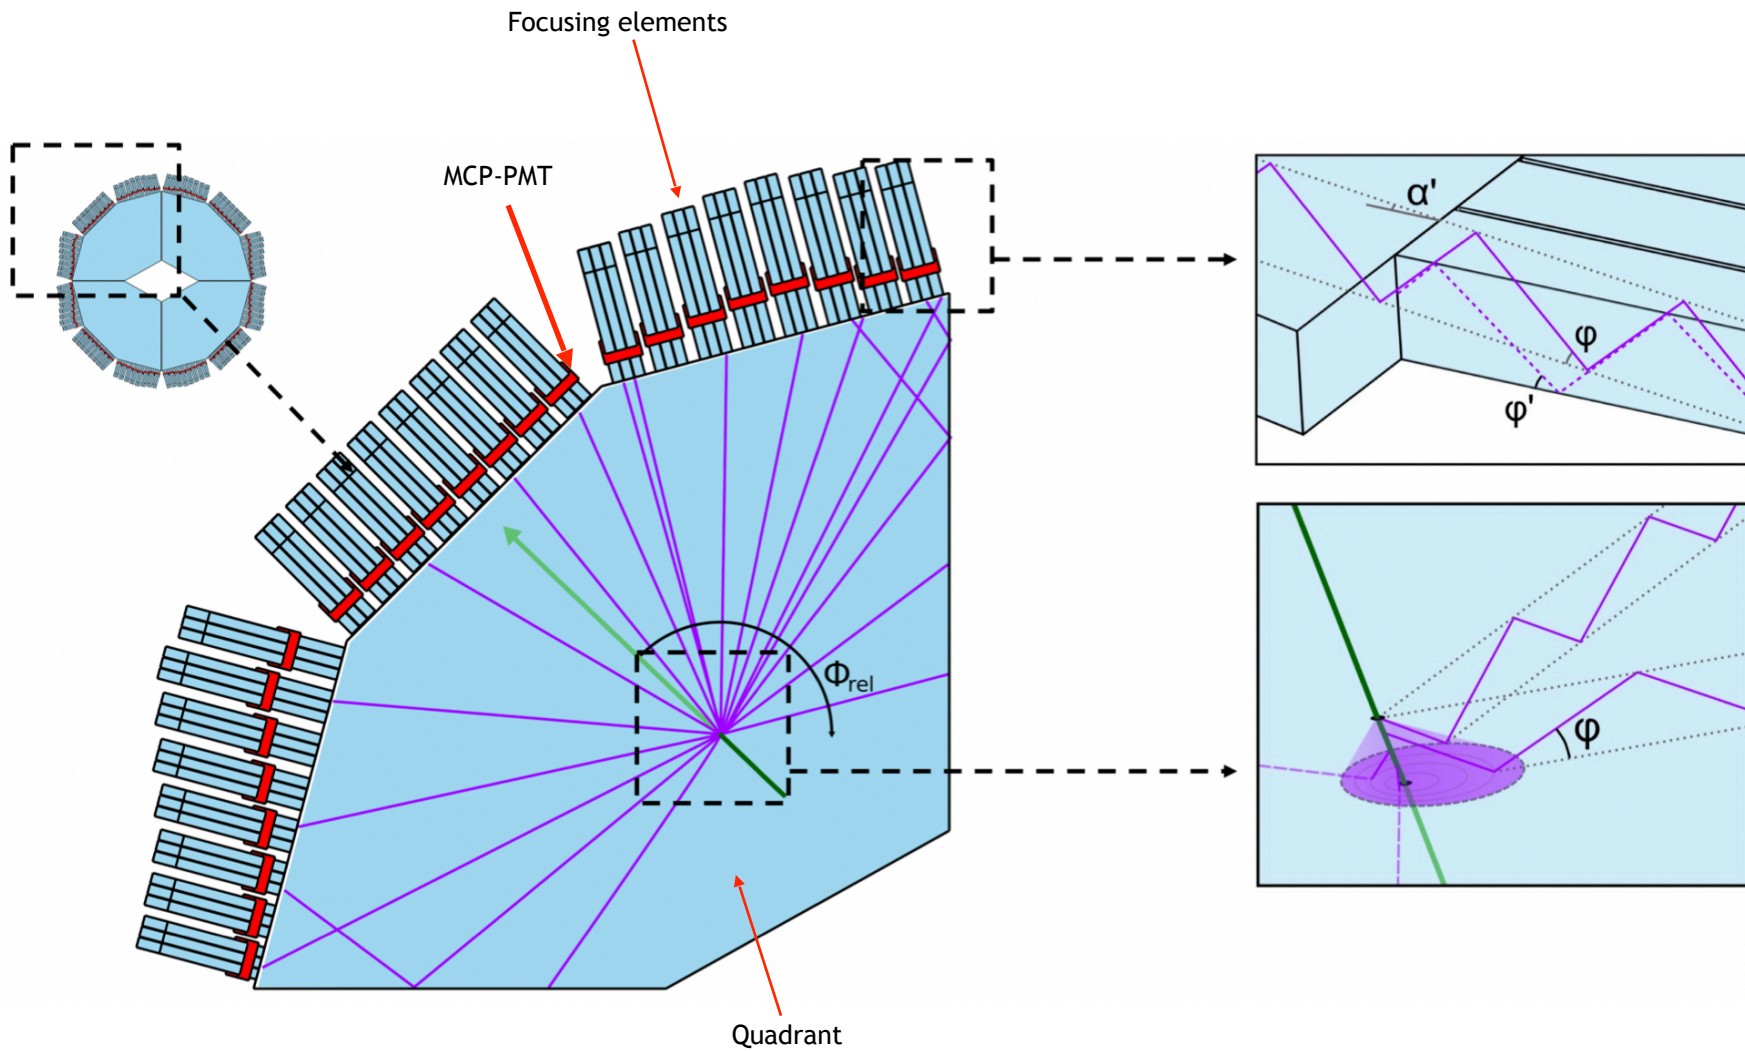 Focusing elements
MCP-PMT
α'
φ
φ'
Φrel
φ
Quadrant